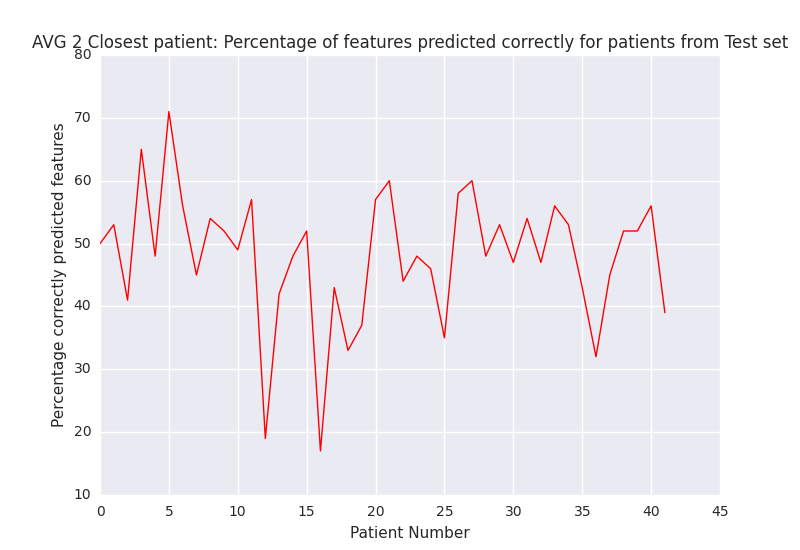 AVG 2 Closest patient: Percentage of features predicted correctly for patients from Test set
80
70
60
50
40
30
20
10
Percentage correctly predicted features
0 5 10 15 20 25 30 35 40 45
Patient Number